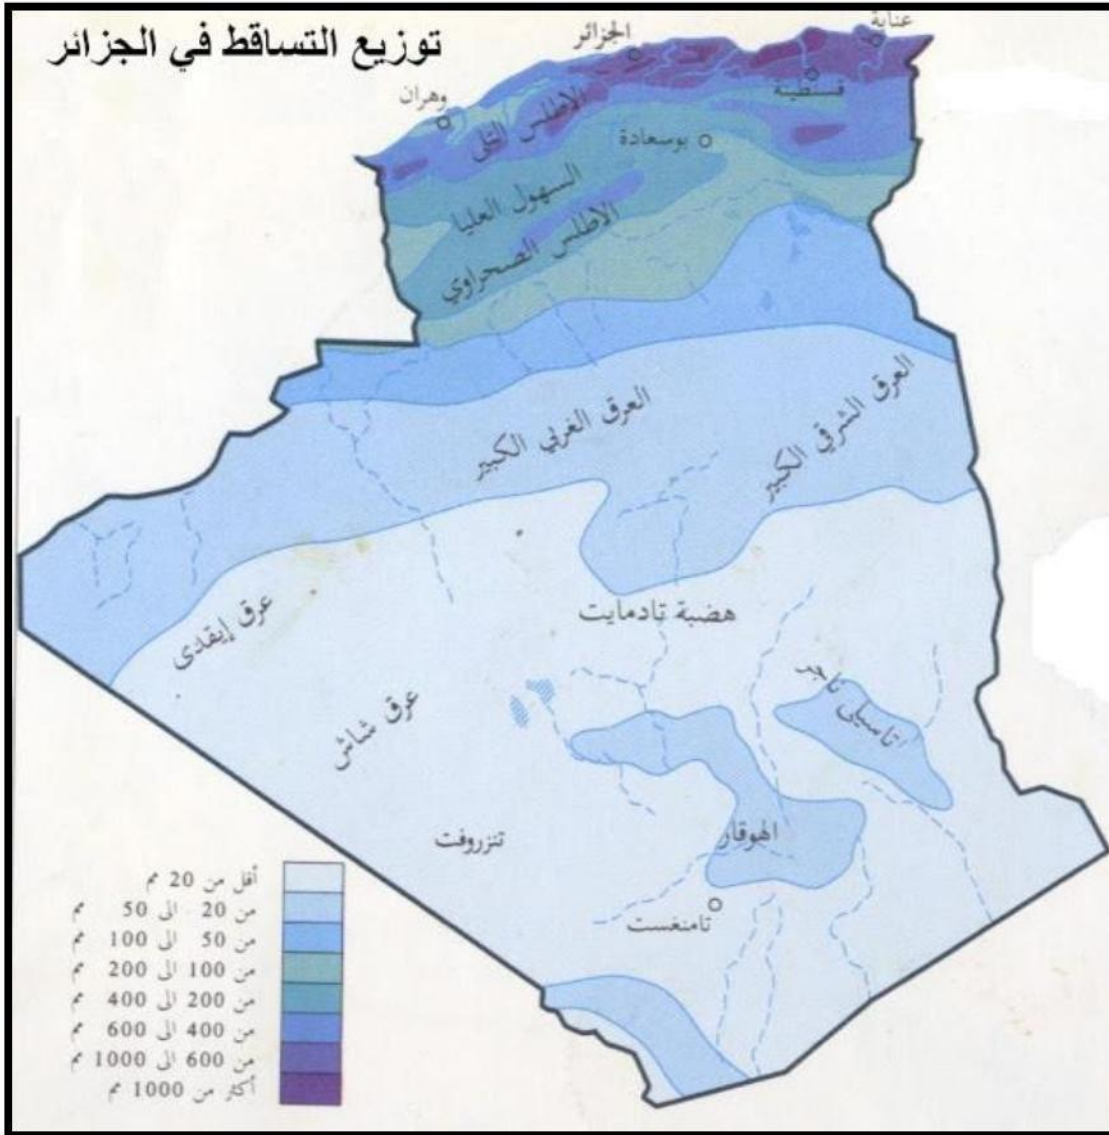 توزيع التساقط في الجزائر
عنابة
الجزائر
قسنطينة
وهران
الاطلس التلي
بوسعادة
السهول العليا
الاطلس الصحراوي
العرق الغربي الكبير
العرق الشرقي الكبير
هضبة تادمايت
عرق إيقدي
عرق شاش
تاسيلي ناجر
تنزروفت
الهوقار
تامنغست
أقل من 20 مم
من 20 الى 50 مم
من 50 الى 100 مم
من 100 الى 200 مم
من 200 الى 400 مم
من 400 الى 600 مم
من 600 الى 1000 مم
أكثر من 1000 مم